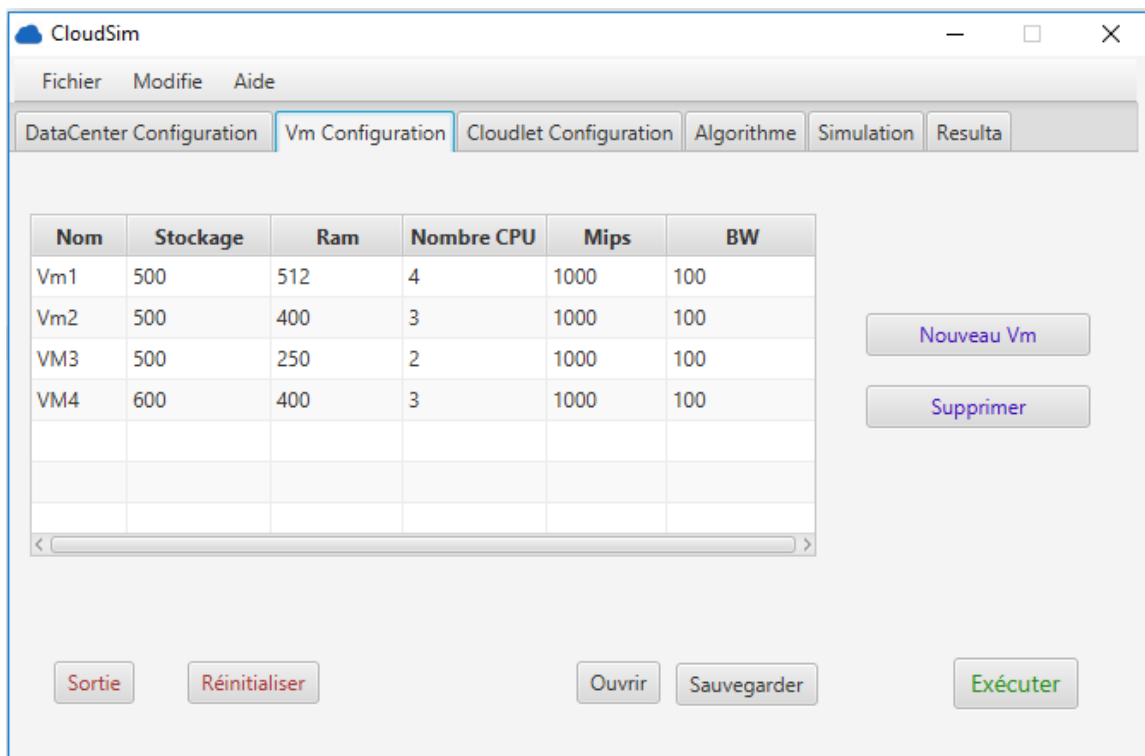 CloudSim
Fichier Modifie Aide
DataCenter Configuration Vm Configuration Cloudlet Configuration Algorithme Simulation Resulta
Nom Stockage Ram Nombre CPU Mips BW
Vm1 500 512 4 1000 100
Vm2 500 400 3 1000 100
VM3 500 250 2 1000 100
VM4 600 400 3 1000 100
Nouveau Vm
Supprimer
Sortie Réinitialiser Ouvrir Sauvegarder Exécuter